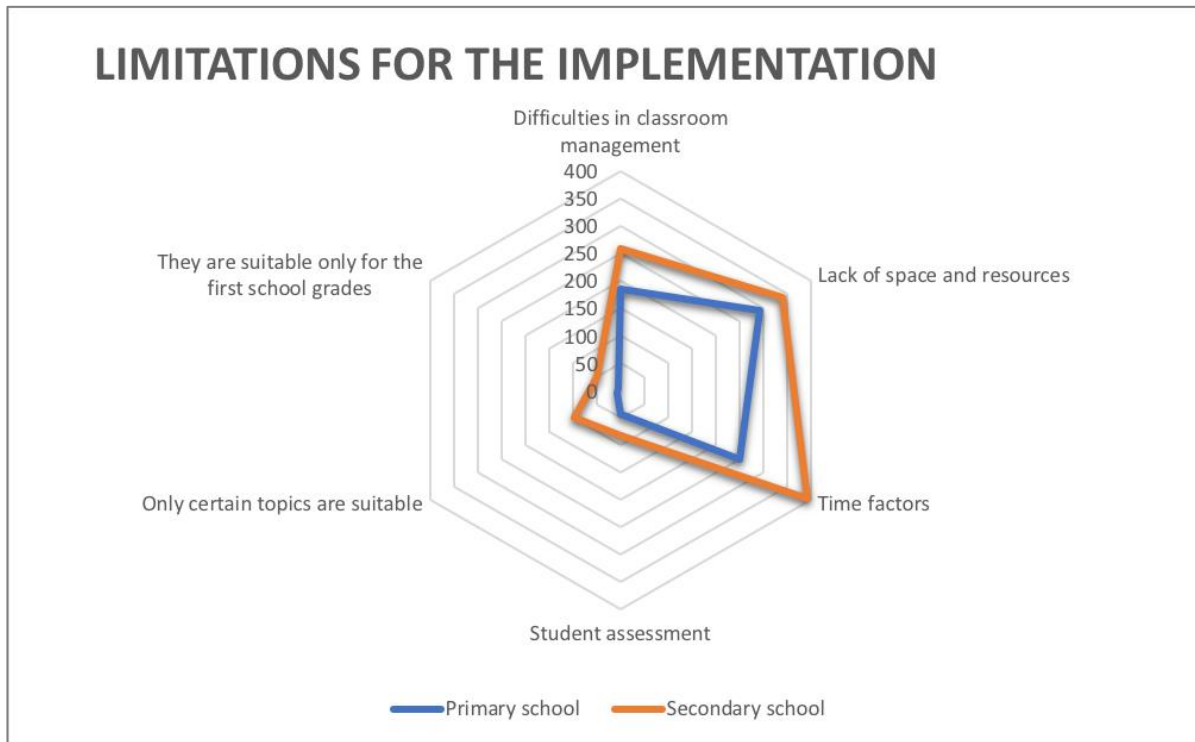 LIMITATIONS FOR THE IMPLEMENTATION
Difficulties in classroom
management
400
350
300
250
200
150
100
50
0
They are suitable only for the
first school grades
Lack of space and resources
Only certain topics are suitable
Time factors
Student assessment
Primary school
Secondary school